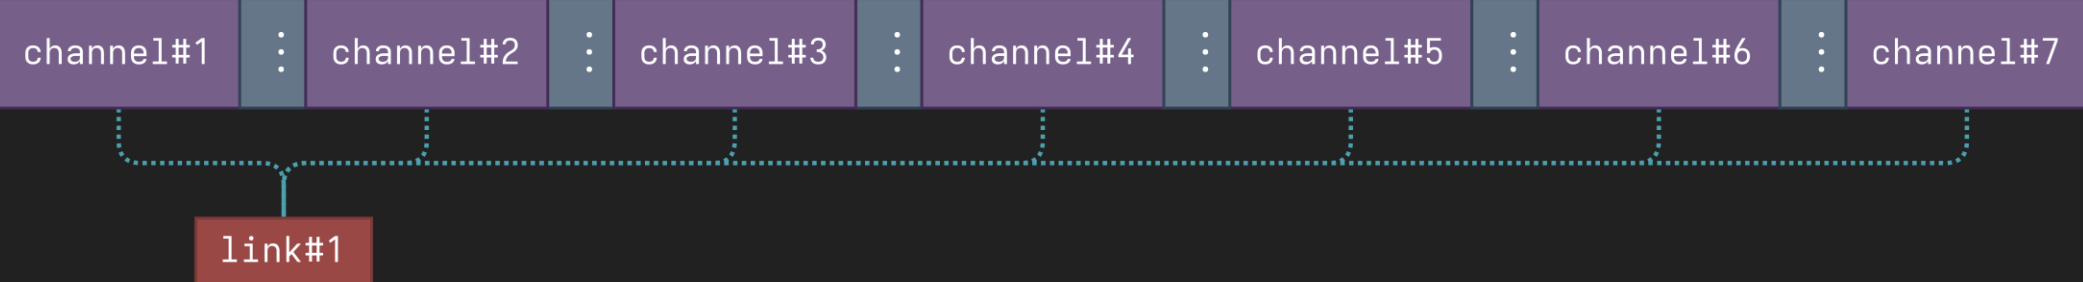 channel#1 ⋮ channel#2 ⋮ channel#3 ⋮ channel#4 ⋮ channel#5 ⋮ channel#6 ⋮ channel#7
link#1